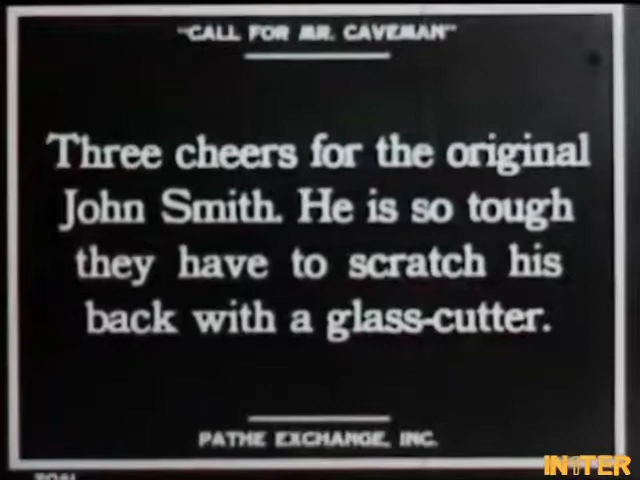 "CALL FOR MR. CAVEMAN"
Three cheers for the original
John Smith. He is so tough
they have to scratch his
back with a glass-cutter.
PATHE EXCHANGE, INC.
IN1TER